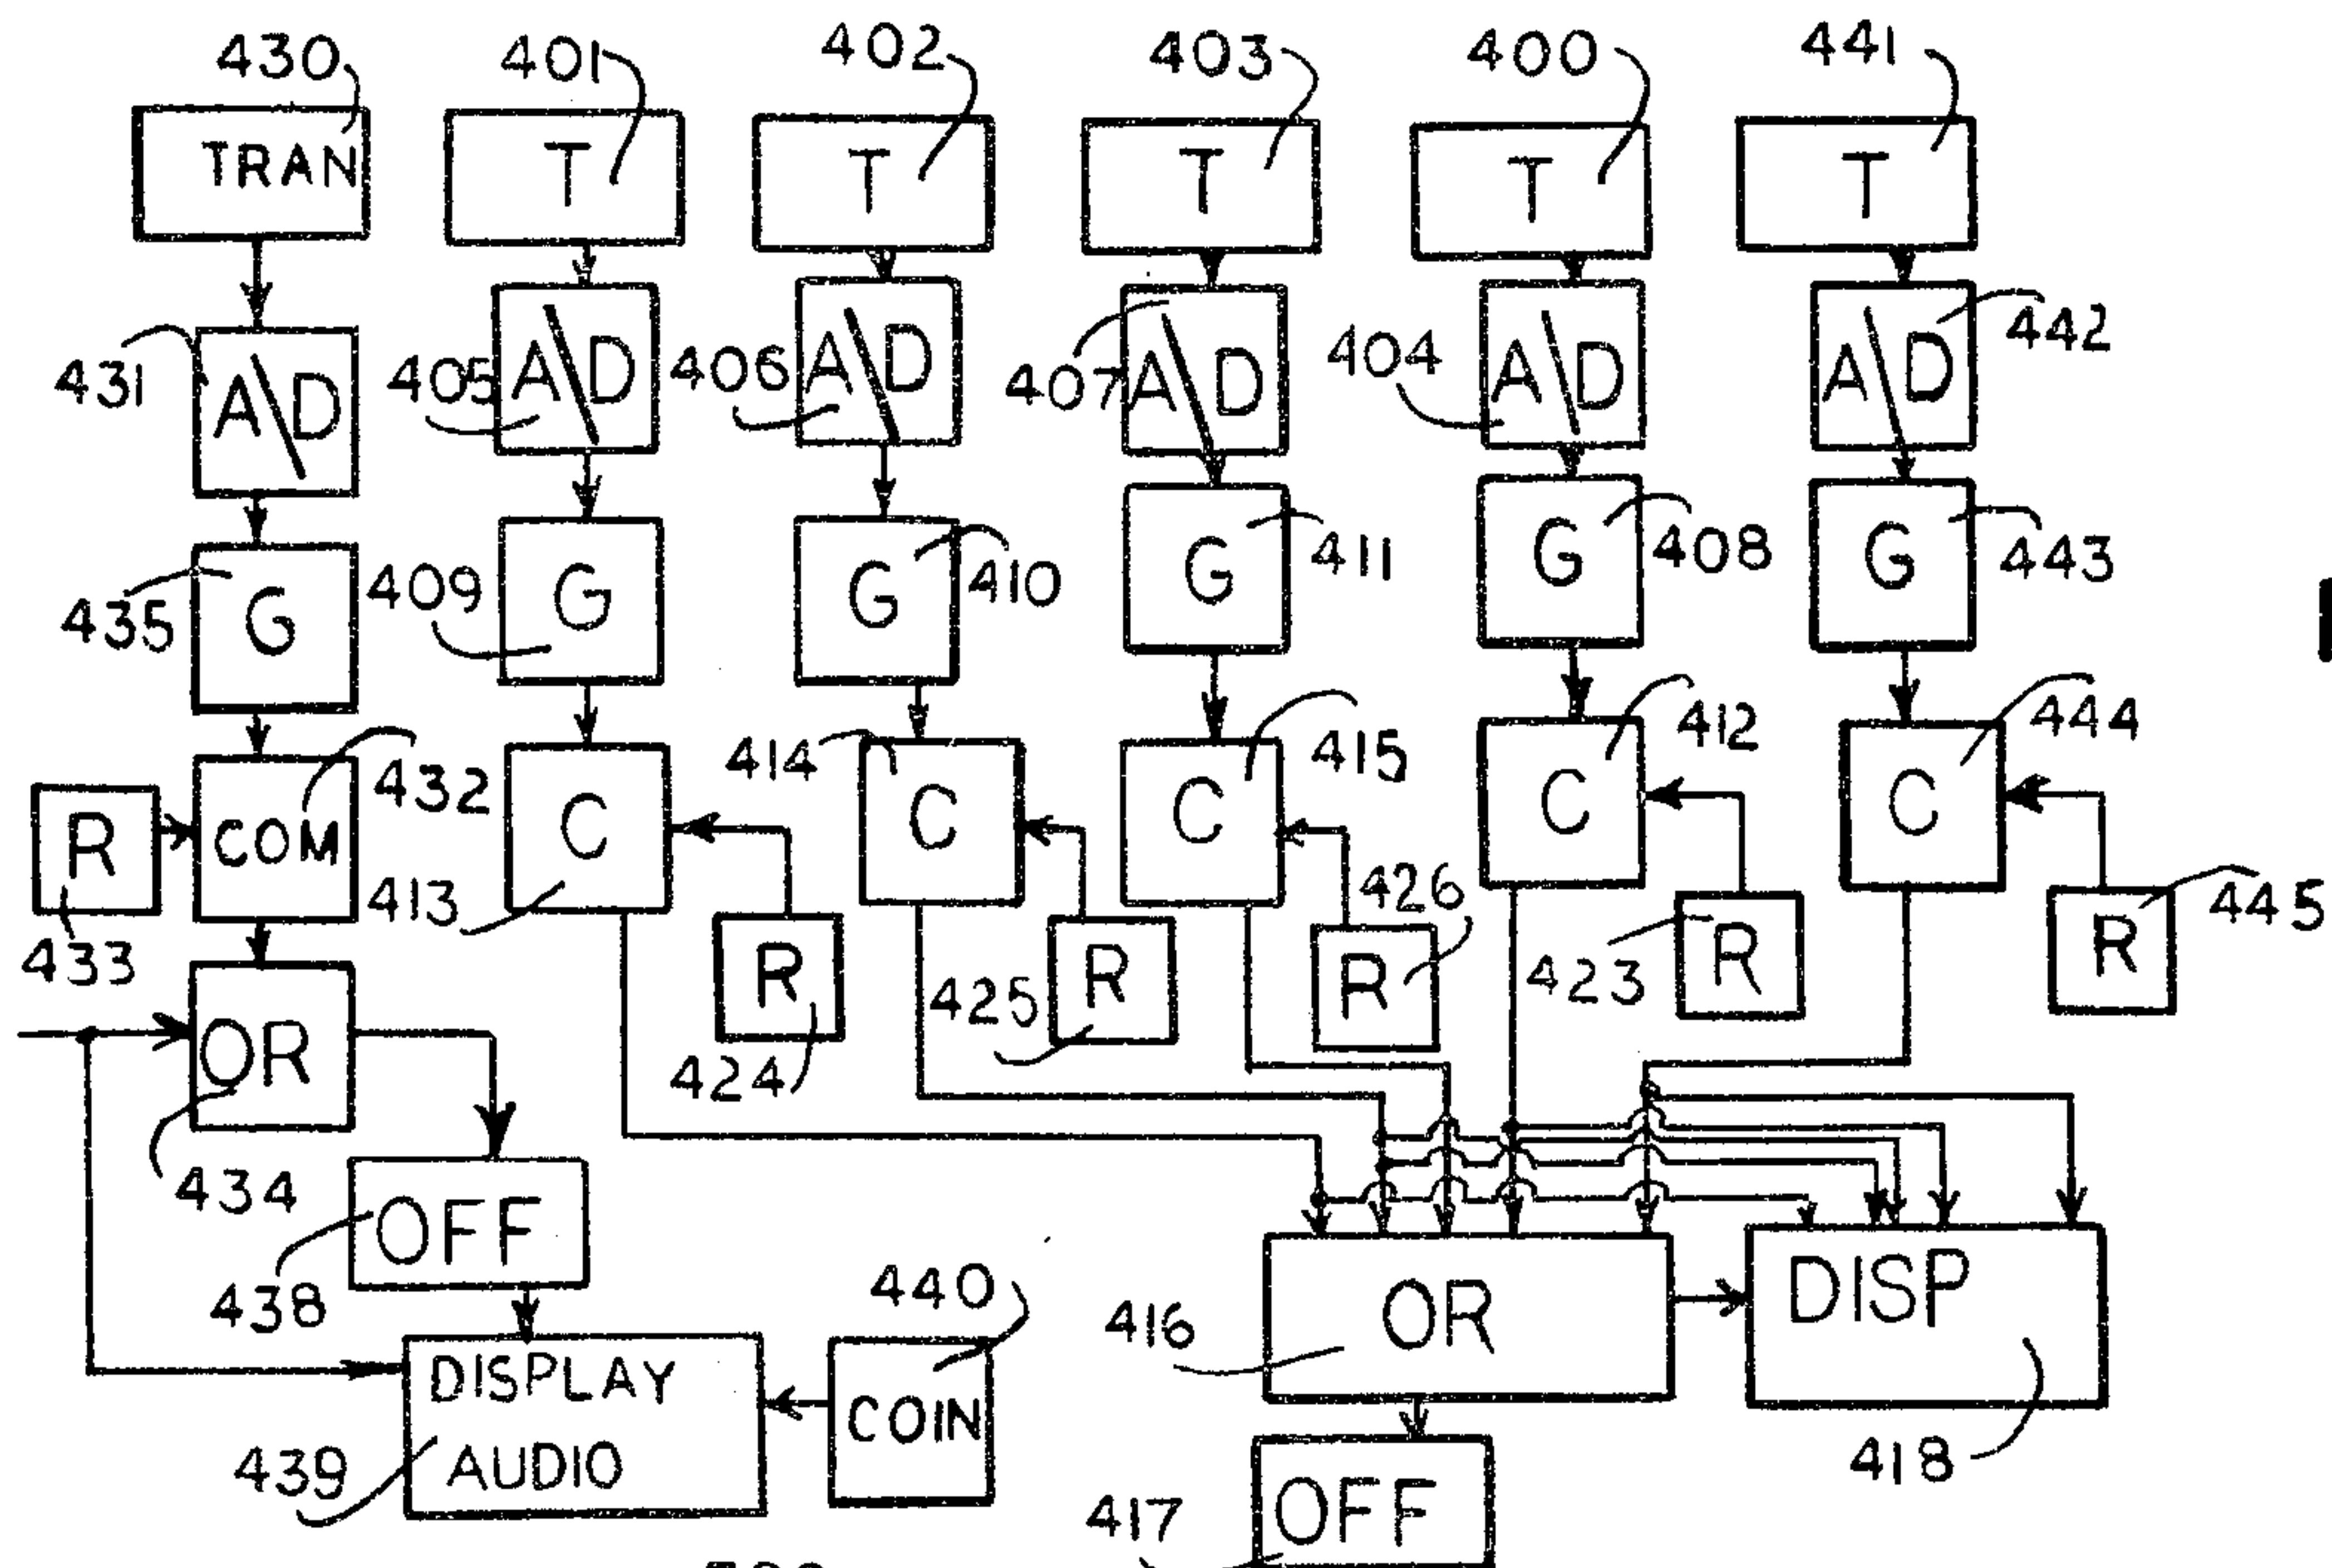 430 401 402 403 400 441
TRAN T T T T T
431 A\D 405 A\D 406 A\D 407 A\D 404 A\D 442 A\D
435 G 409 G 410 G 411 G 408 G 443 G
R COM 432 C 414 C 415 C 412 C 444
433 413 R 424 R 425 R 426 R 423 R 445
OR 434
OFF 438
440
DISPLAY
AUDIO
439
COIN
416 OR DISP 418
417 OFF